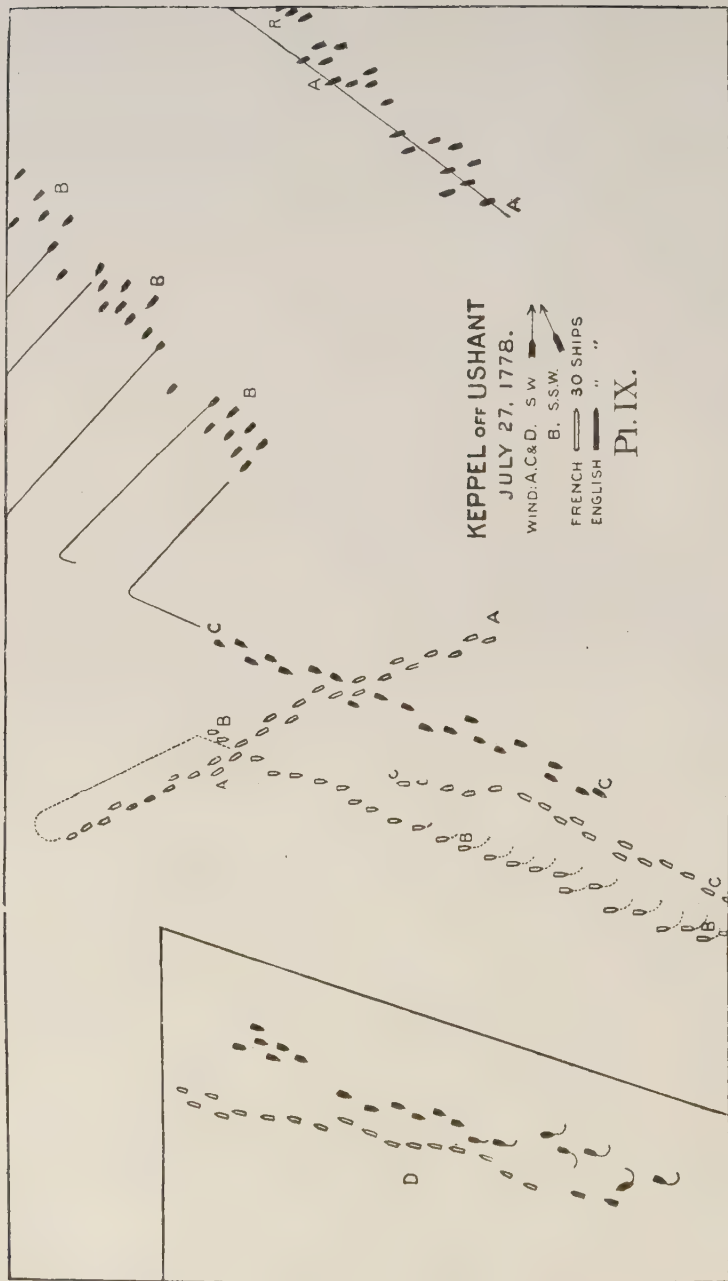 KEPPEL OFF USHANT
JULY 27, 1778.
WIND: A.C & D. S W
B. S.S.W.
FRENCH 30 SHIPS
ENGLISH " "
Pl. IX.
R
A
A
B
B
B
C
A
B
A
C
C
C
B
C
B
D